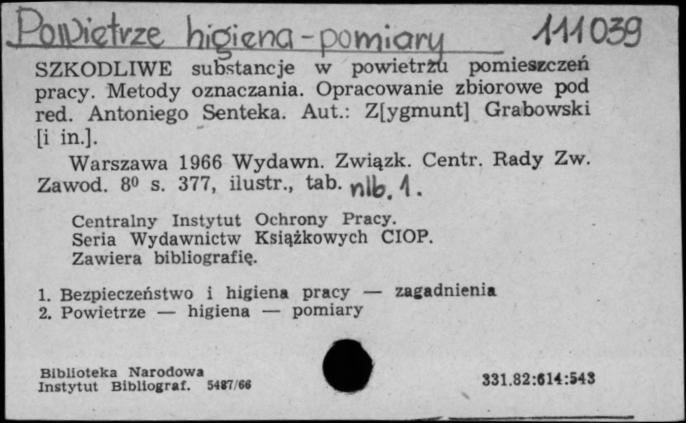 Powietrze higiena - pomiary 111039
SZKODLIWE substancje w powietrzu pomieszczeń
pracy. Metody oznaczania. Opracowanie zbiorowe pod
red. Antoniego Senteka. Aut.: Z[ygmunt] Grabowski
[i in.].
Warszawa 1966 Wydawn. Związk. Centr. Rady Zw.
Zawod. 8⁰ s. 377, ilustr., tab. nlb. 1.
Centralny Instytut Ochrony Pracy.
Seria Wydawnictw Książkowych CIOP.
Zawiera bibliografię.
1. Bezpieczeństwo i higiena pracy — zagadnienia
2. Powietrze — higiena — pomiary
Biblioteka Narodowa
Instytut Bibliograf. 5487/66
331.82:614:543